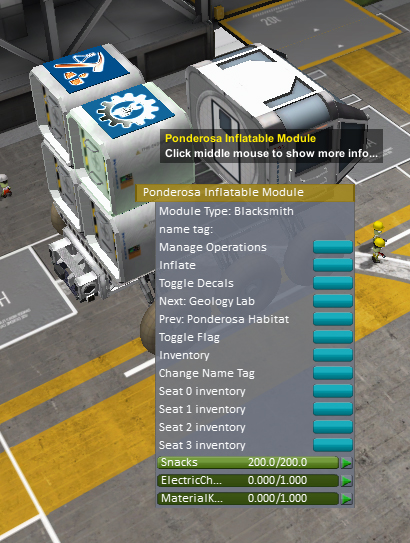 Ponderosa Inflatable Module
Click middle mouse to show more info...
Ponderosa Inflatable Module
Module Type: Blacksmith
name tag:
Manage Operations
Inflate
Toggle Decals
Next: Geology Lab
Prev: Ponderosa Habitat
Toggle Flag
Inventory
Change Name Tag
Seat 0 inventory
Seat 1 inventory
Seat 2 inventory
Seat 3 inventory
Snacks 200.0/200.0
ElectricCh... 0.000/1.000
MaterialK... 0.000/1.000